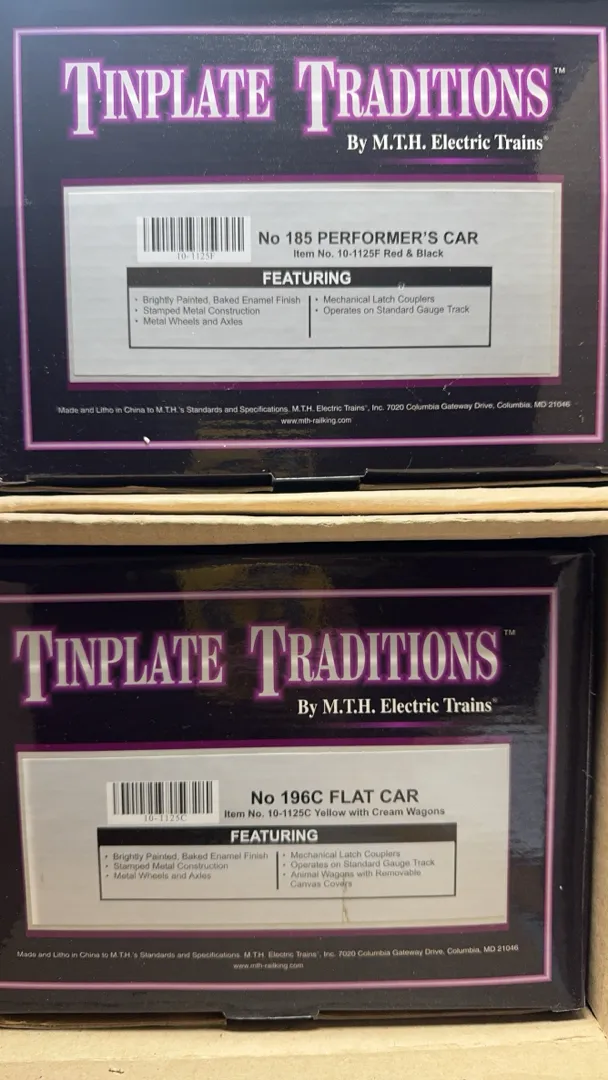 TINPLATE TRADITIONS™
By M.T.H. Electric Trains®
10-1125F
No 185 PERFORMER'S CAR
Item No. 10-1125F Red & Black
FEATURING
• Brightly Painted, Baked Enamel Finish
• Stamped Metal Construction
• Metal Wheels and Axles
• Mechanical Latch Couplers
• Operates on Standard Gauge Track
Made and Litho in China to M.T.H.'s Standards and Specifications. M.T.H. Electric Trains®, Inc. 7020 Columbia Gateway Drive, Columbia, MD 21046
www.mth-railking.com
TINPLATE TRADITIONS™
By M.T.H. Electric Trains®
10-1125C
No 196C FLAT CAR
Item No. 10-1125C Yellow with Cream Wagons
FEATURING
• Brightly Painted, Baked Enamel Finish
• Stamped Metal Construction
• Metal Wheels and Axles
• Mechanical Latch Couplers
• Operates on Standard Gauge Track
• Animal Wagons with Removable
Canvas Covers
Made and Litho in China to M.T.H.'s Standards and Specifications. M.T.H. Electric Trains®, Inc. 7020 Columbia Gateway Drive, Columbia, MD 21046
www.mth-railking.com